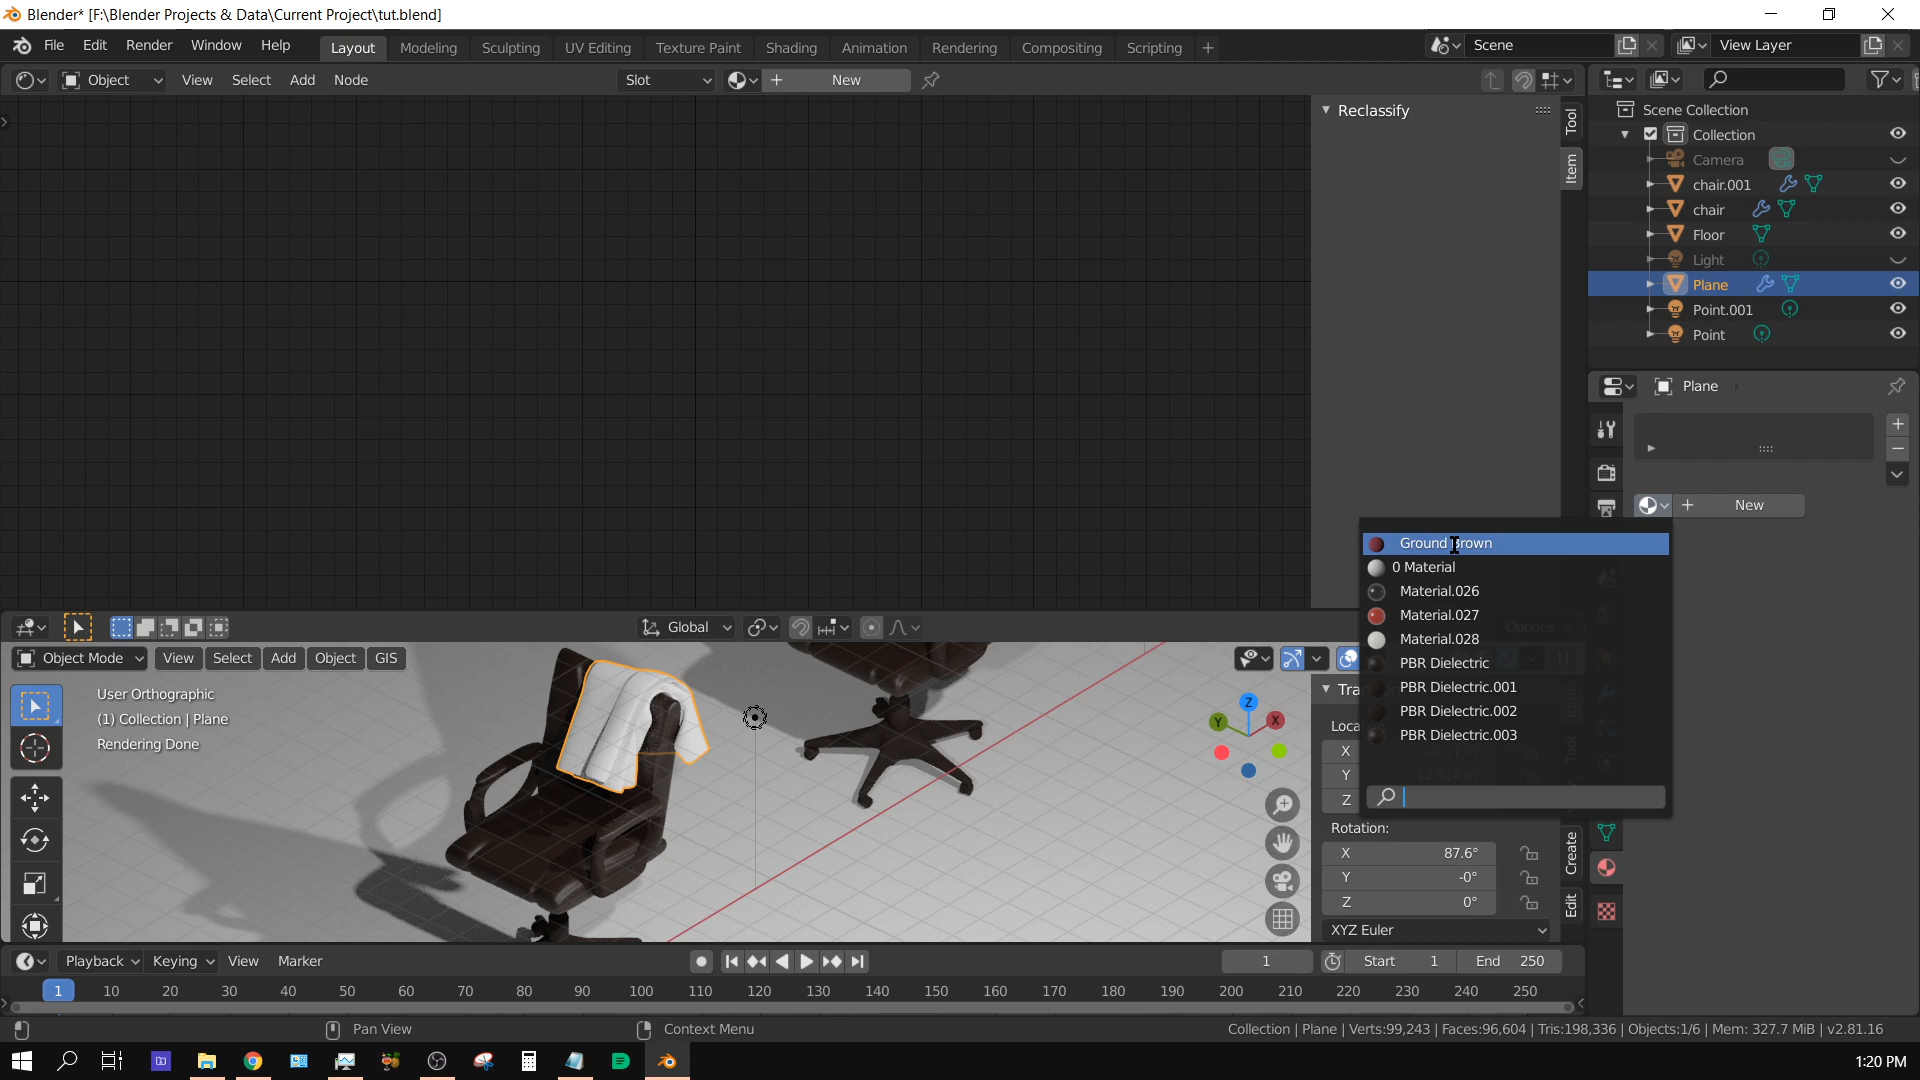 Blender* [F:\Blender Projects & Data\Current Project\tut.blend]
File Edit Render Window Help Layout Modeling Sculpting UV Editing Texture Paint Shading Animation Rendering Compositing Scripting + Scene View Layer
Object View Select Add Node Slot New
Reclassify
Tool
Item
Scene Collection
Collection
Camera
chair.001
chair
Floor
Light
Plane
Point.001
Point
Plane
New
Ground Brown
0 Material
Material.026
Material.027
Material.028
PBR Dielectric
PBR Dielectric.001
PBR Dielectric.002
PBR Dielectric.003
Global
Options
Object Mode View Select Add Object GIS
User Orthographic
(1) Collection | Plane
Rendering Done
Z
Y
X
X
Y
Z
Rotation:
X 87.6°
Y -0°
Z 0°
XYZ Euler
Create
Edit
Playback Keying View Marker 1 Start 1 End 250
1 10 20 30 40 50 60 70 80 90 100 110 120 130 140 150 160 170 180 190 200 210 220 230 240 250
Pan View Context Menu Collection | Plane | Verts:99,243 | Faces:96,604 | Tris:198,336 | Objects:1/6 | Mem: 327.7 MiB | v2.81.16
1:20 PM